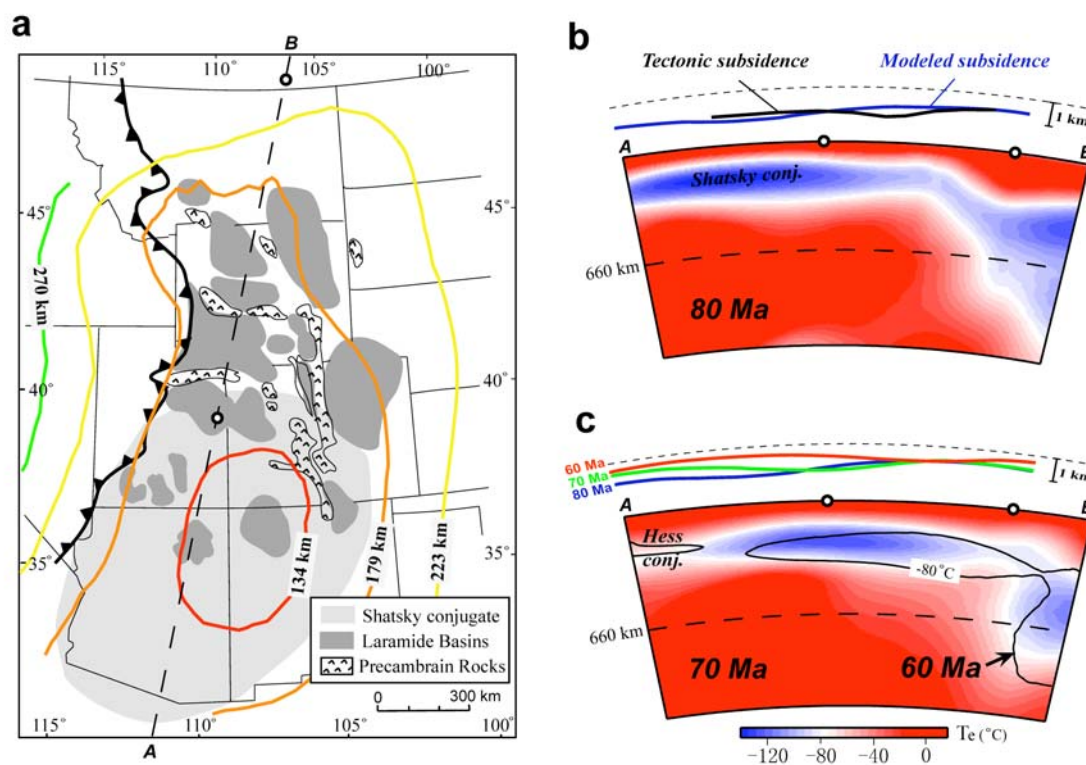 a
B
115°
110°
105°
100°
45°
45°
270 km
40°
40°
35°
35°
134 km
179 km
223 km
Shatsky conjugate
Laramide Basins
Precambrain Rocks
0
300 km
115°
110°
105°
100°
A
b
Tectonic subsidence
Modeled subsidence
1 km
A
B
Shatsky conj.
660 km
80 Ma
c
60 Ma
70 Ma
80 Ma
1 km
A
B
Hess
conj.
-80°C
660 km
70 Ma
60 Ma
Te (°C)
−120
−80
−40
0